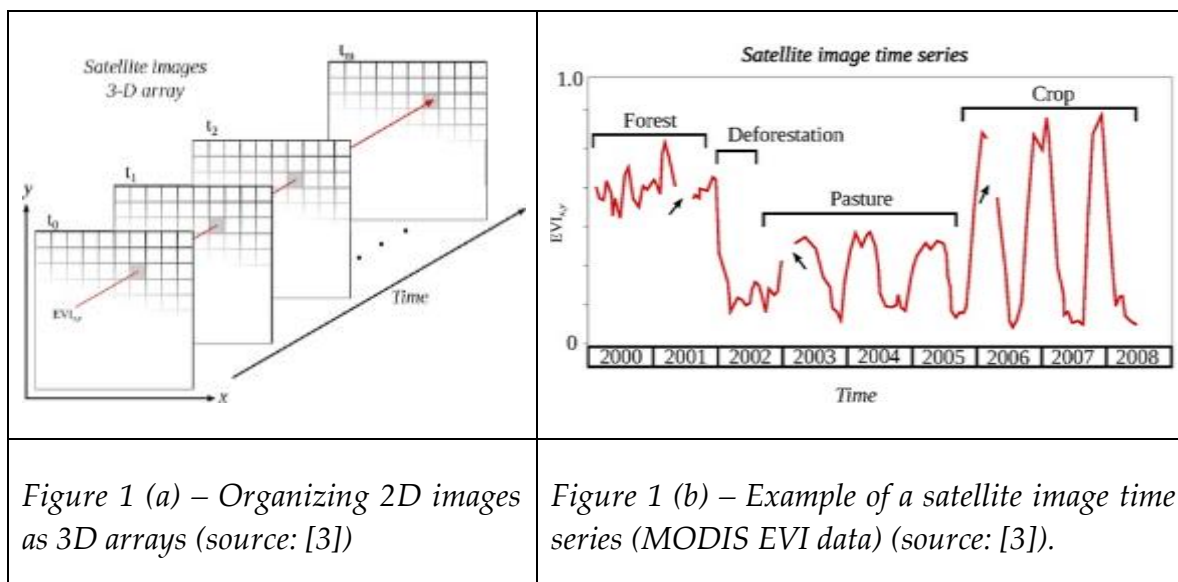 Satellite images
3-D array
t₀
t₁
t₂
tₘ
y
x
EVIₓ,ᵧ
Time
Satellite image time series
1.0
0
EVIₓ,ᵧ
Forest
Deforestation
Pasture
Crop
2000 2001 2002 2003 2004 2005 2006 2007 2008
Time
Figure 1 (a) – Organizing 2D images
as 3D arrays (source: [3])
Figure 1 (b) – Example of a satellite image time
series (MODIS EVI data) (source: [3]).